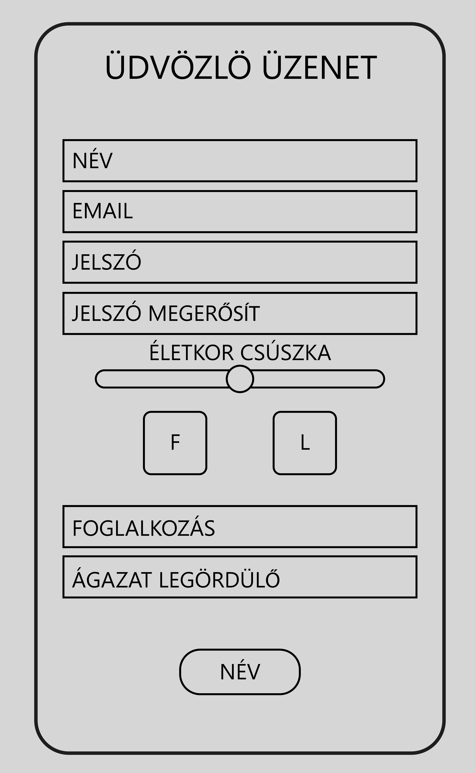 ÜDVÖZLÖ ÜZENET
NÉV
EMAIL
JELSZÓ
JELSZÓ MEGERŐSÍT
ÉLETKOR CSÚSZKA
F L
FOGLALKOZÁS
ÁGAZAT LEGÖRDÜLŐ
NÉV